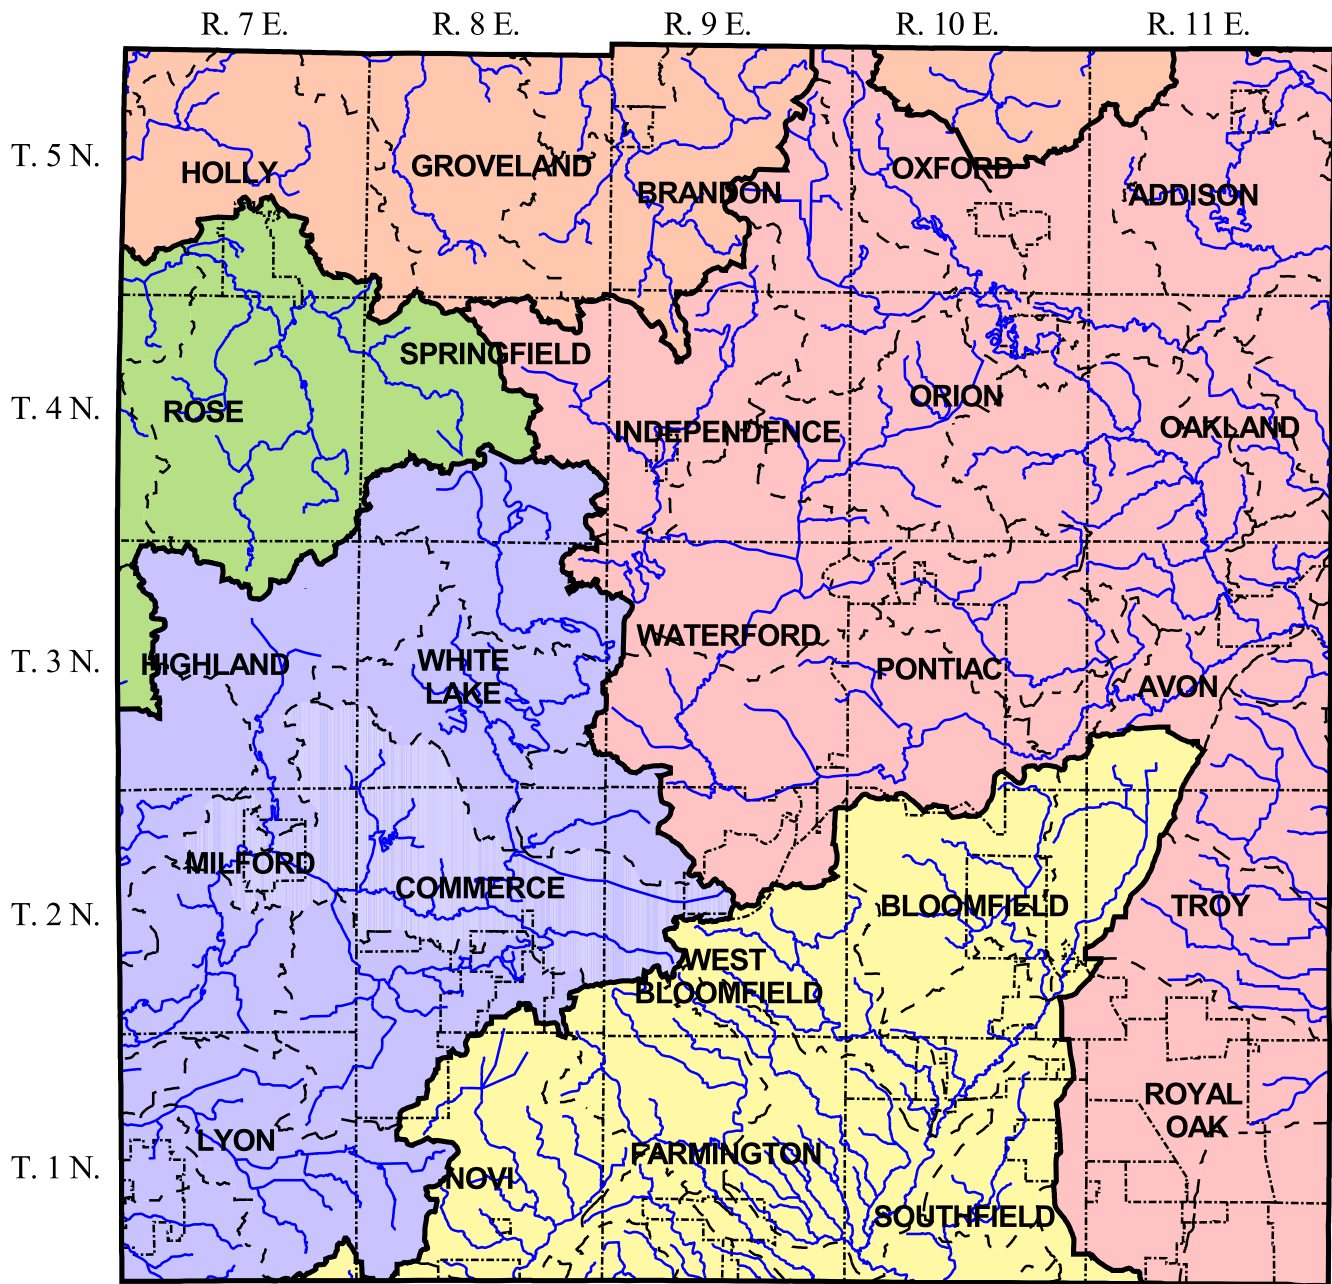 R. 7 E. R. 8 E. R. 9 E. R. 10 E. R. 11 E.
T. 5 N.
HOLLY
GROVELAND
BRANDON
OXFORD
ADDISON
T. 4 N.
ROSE
SPRINGFIELD
INDEPENDENCE
ORION
OAKLAND
T. 3 N.
HIGHLAND
WHITE
LAKE
WATERFORD
PONTIAC
AVON
T. 2 N.
MILFORD
COMMERCE
WEST
BLOOMFIELD
BLOOMFIELD
TROY
T. 1 N.
LYON
NOVI
FARMINGTON
SOUTHFIELD
ROYAL
OAK